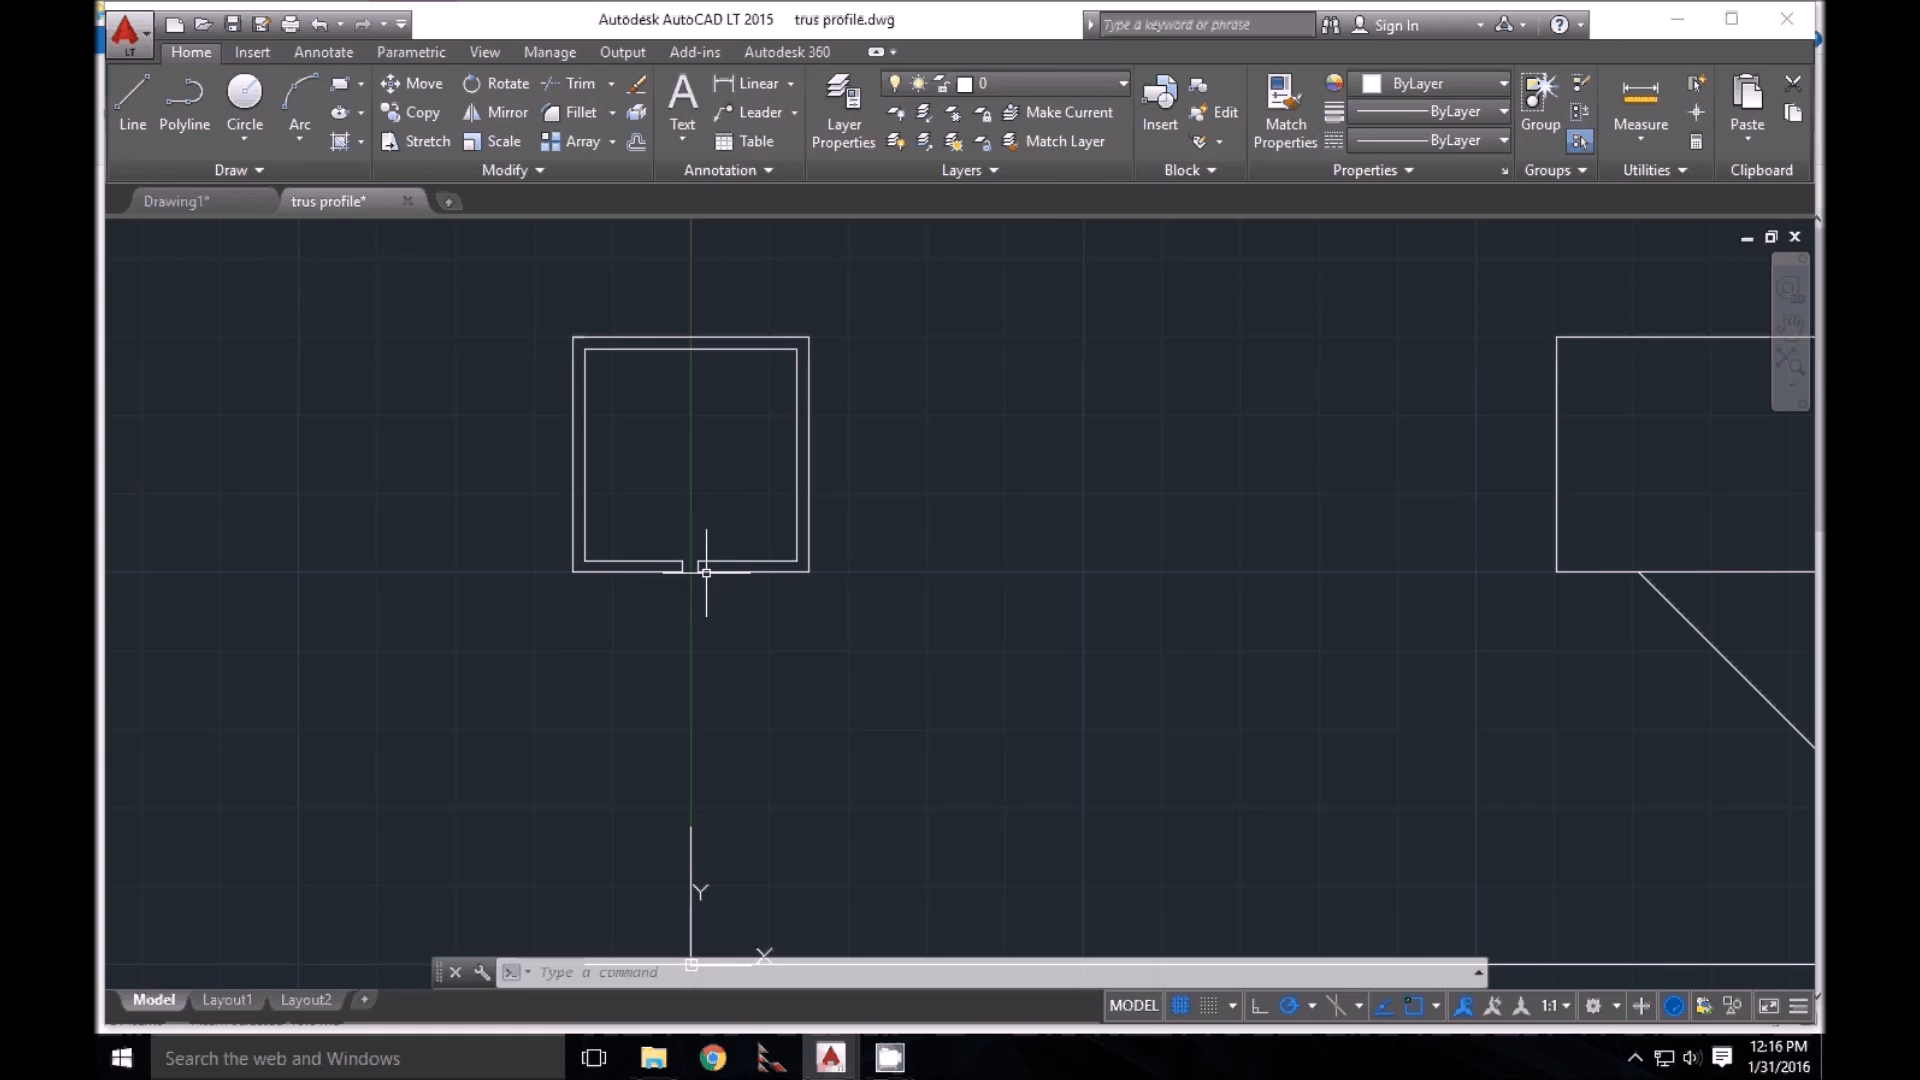 Autodesk AutoCAD LT 2015 trus profile.dwg
Type a keyword or phrase
Sign In
LT
Home Insert Annotate Parametric View Manage Output Add-ins Autodesk 360
Line Polyline Circle Arc
Move Rotate Trim
Copy Mirror Fillet
Stretch Scale Array
Text Linear
Leader
Table
Layer Properties
0
Make Current
Match Layer
Insert Edit
Match Properties
ByLayer
ByLayer
ByLayer
Group Measure Paste
Draw Modify Annotation Layers Block Properties Groups Utilities Clipboard
Drawing1* trus profile*
Y
X
Type a command
Model Layout1 Layout2
MODEL 1:1
Search the web and Windows
12:16 PM
1/31/2016